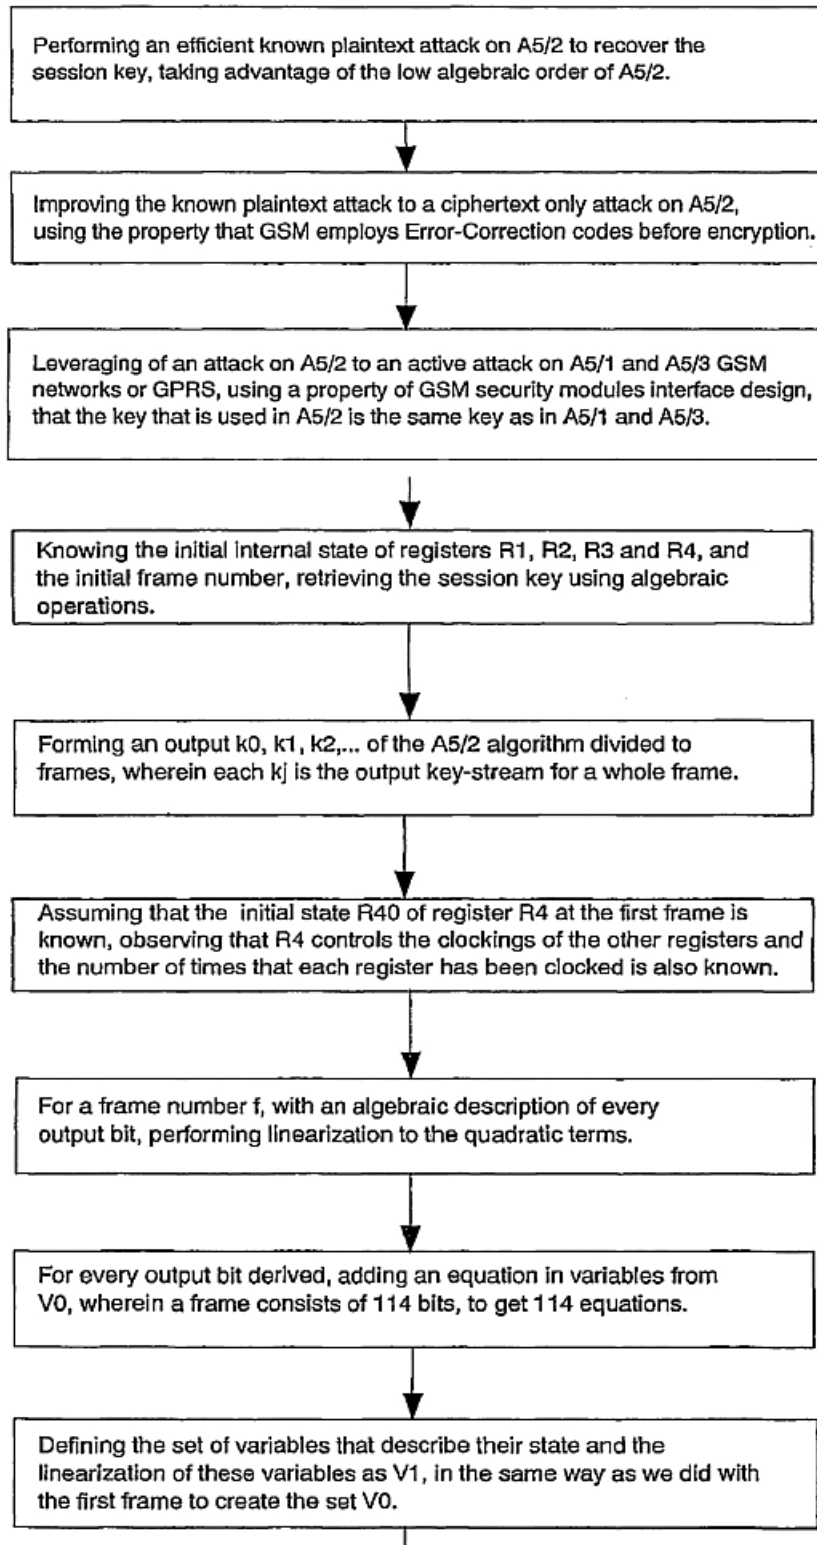 Performing an efficient known plaintext attack on A5/2 to recover the
session key, taking advantage of the low algebraic order of A5/2.
Improving the known plaintext attack to a ciphertext only attack on A5/2,
using the property that GSM employs Error-Correction codes before encryption.
Leveraging of an attack on A5/2 to an active attack on A5/1 and A5/3 GSM
networks or GPRS, using a property of GSM security modules interface design,
that the key that is used in A5/2 is the same key as in A5/1 and A5/3.
Knowing the initial internal state of registers R1, R2, R3 and R4, and
the initial frame number, retrieving the session key using algebraic
operations.
Forming an output k0, k1, k2,... of the A5/2 algorithm divided to
frames, wherein each kj is the output key-stream for a whole frame.
Assuming that the initial state R40 of register R4 at the first frame is
known, observing that R4 controls the clockings of the other registers and
the number of times that each register has been clocked is also known.
For a frame number f, with an algebraic description of every
output bit, performing linearization to the quadratic terms.
For every output bit derived, adding an equation in variables from
V0, wherein a frame consists of 114 bits, to get 114 equations.
Defining the set of variables that describe their state and the
linearization of these variables as V1, in the same way as we did with
the first frame to create the set V0.